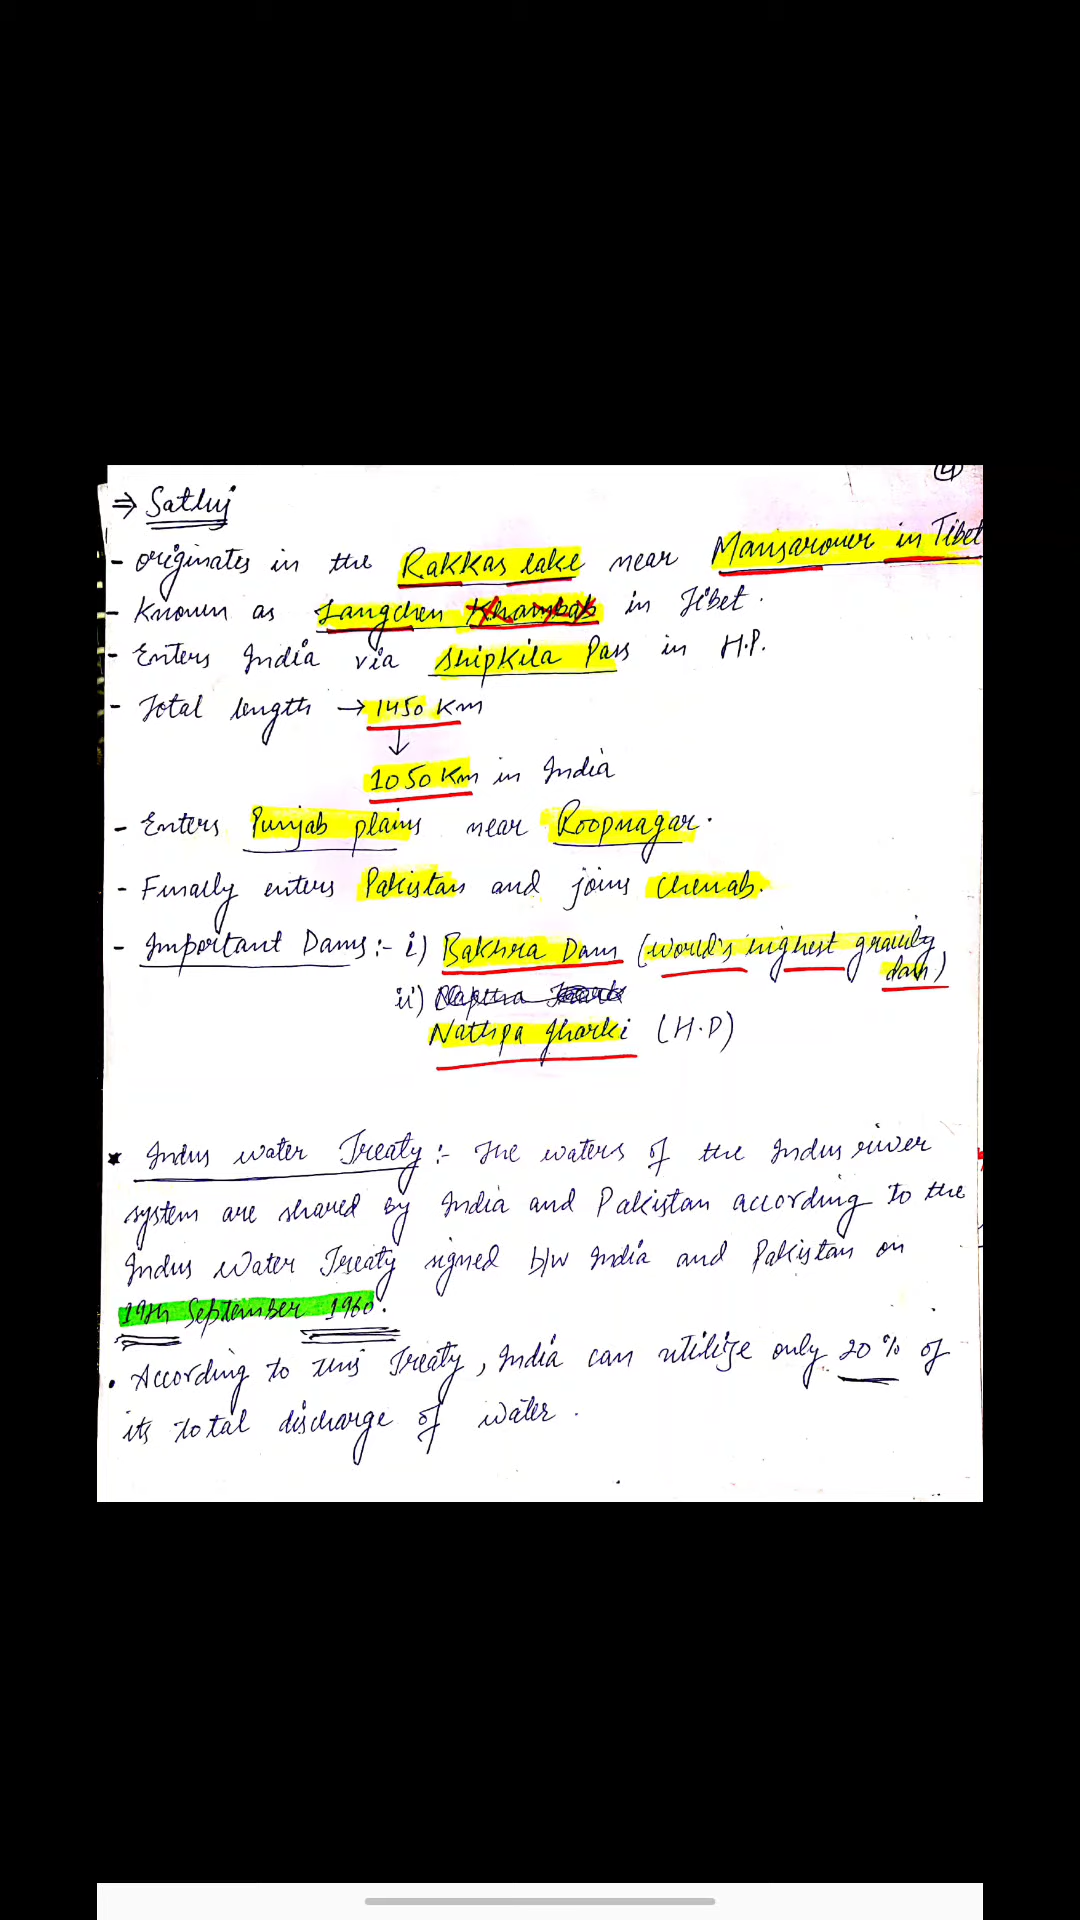 ④
⇒ Satluj
- originates in the Rakkas lake near Mansarower in Tibet
- Known as Langchen Khambab in Tibet.
- Enters India via Shipkila Pass in H.P.
- Total length → 1450 Km
↓
1050 Km in India
- Enters Punjab plains near Roopnagar.
- Finally enters Pakistan and joins Chenab.
- Important Dams:- i) Bakhra Dam (world's highest gravity
dam)
ii)
Nathpa Jharki (H.P)
★ Indus water Treaty:- The waters of the Indus river
system are shared by India and Pakistan according to the
Indus Water Treaty signed b/w India and Pakistan on
19th September 1960.
• According to this Treaty, India can utilize only 20% of
its total discharge of water.